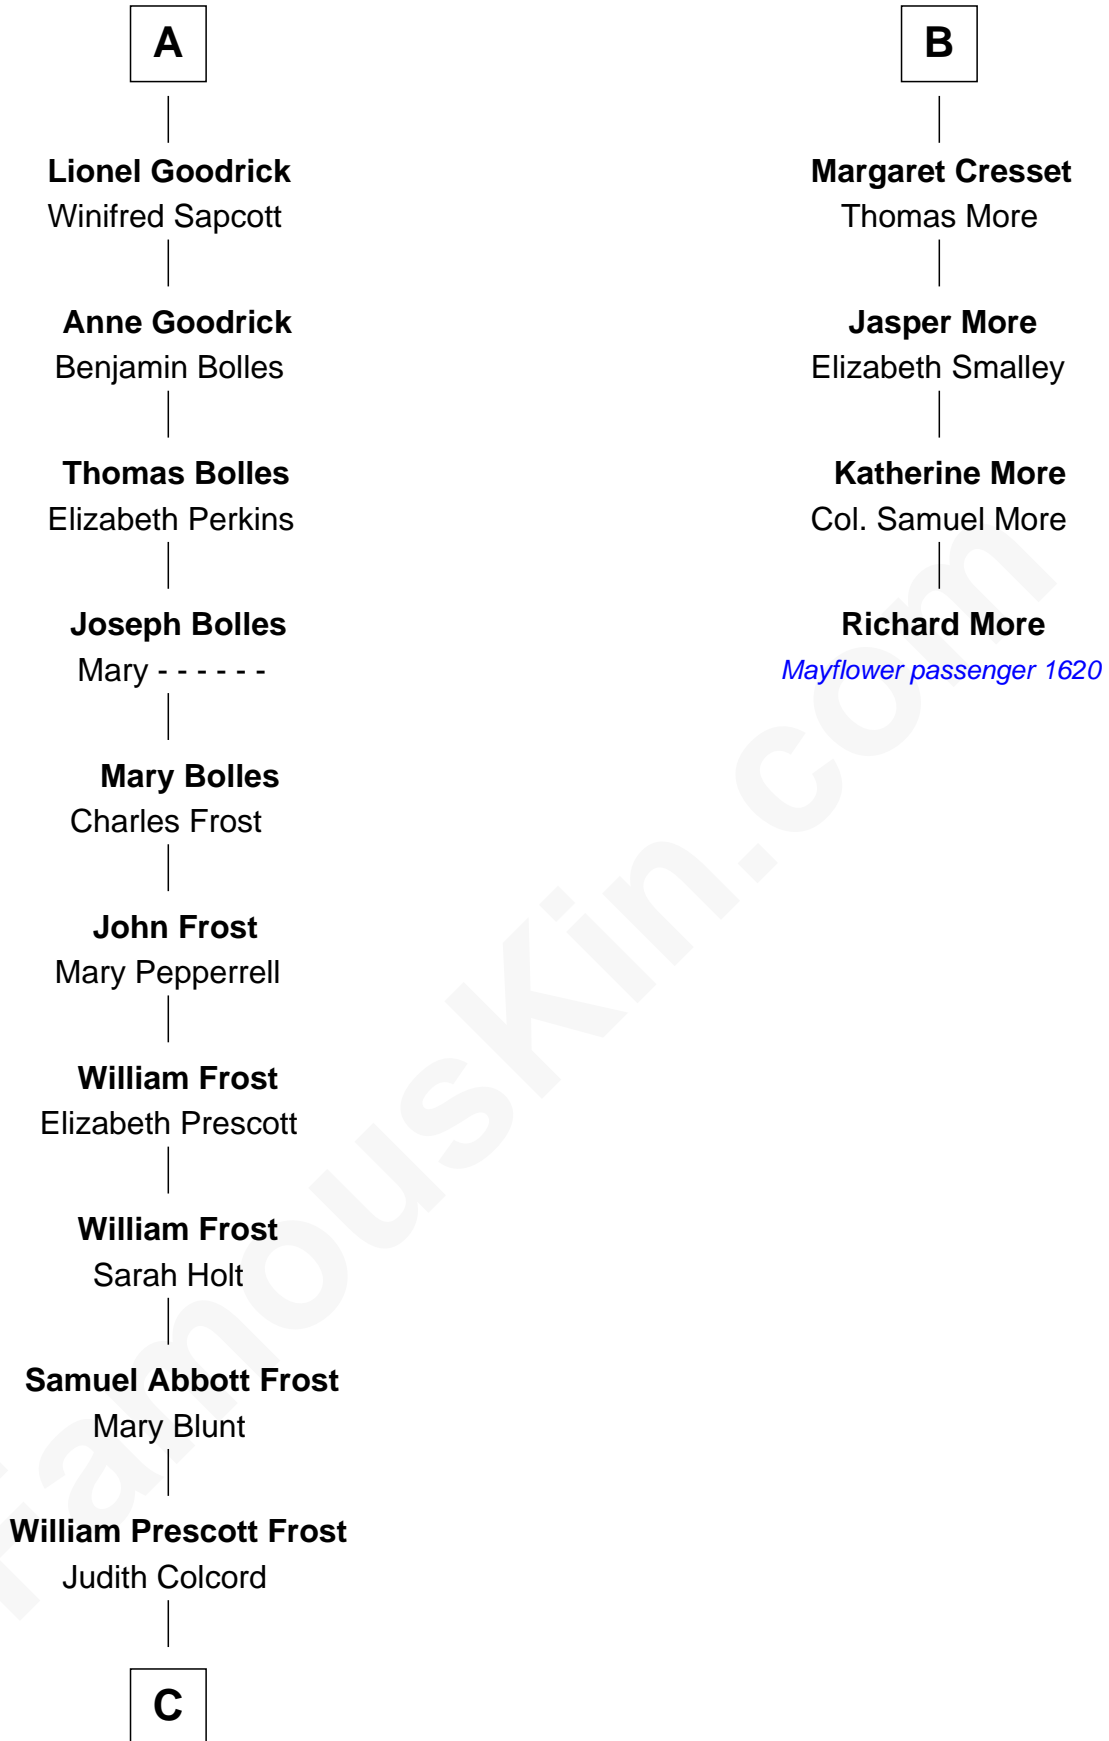 A
Lionel Goodrick
Winifred Sapcott
Anne Goodrick
Benjamin Bolles
Thomas Bolles
Elizabeth Perkins
Joseph Bolles
Mary - - - - - -
Mary Bolles
Charles Frost
John Frost
Mary Pepperrell
William Frost
Elizabeth Prescott
William Frost
Sarah Holt
Samuel Abbott Frost
Mary Blunt
William Prescott Frost
Judith Colcord
C
B
Margaret Cresset
Thomas More
Jasper More
Elizabeth Smalley
Katherine More
Col. Samuel More
Richard More
Mayflower passenger 1620
FamousKin.com